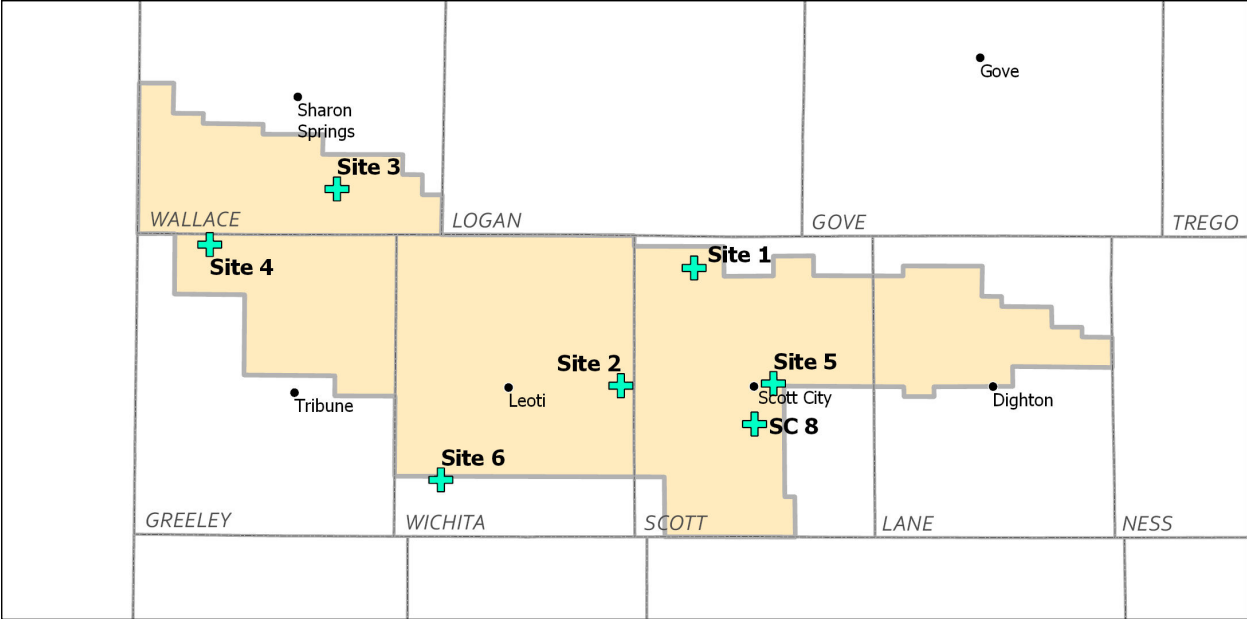 Gove
Sharon
Springs
Site 3
WALLACE
LOGAN
GOVE
TREGO
Site 4
Site 1
Site 2
Site 5
Tribune
Leoti
Scott City
Dighton
SC 8
Site 6
GREELEY
WICHITA
SCOTT
LANE
NESS